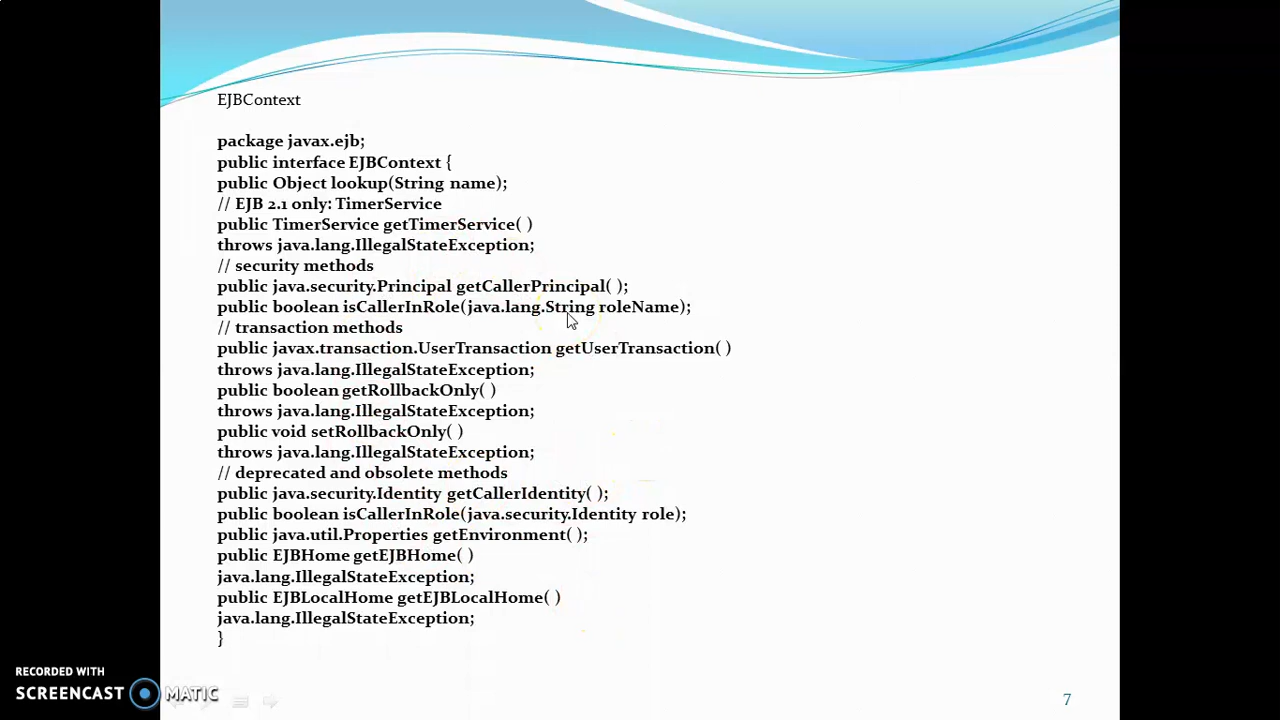 EJBContext
package javax.ejb;
public interface EJBContext {
public Object lookup(String name);
// EJB 2.1 only: TimerService
public TimerService getTimerService( )
throws java.lang.IllegalStateException;
// security methods
public java.security.Principal getCallerPrincipal( );
public boolean isCallerInRole(java.lang.String roleName);
// transaction methods
public javax.transaction.UserTransaction getUserTransaction( )
throws java.lang.IllegalStateException;
public boolean getRollbackOnly( )
throws java.lang.IllegalStateException;
public void setRollbackOnly( )
throws java.lang.IllegalStateException;
// deprecated and obsolete methods
public java.security.Identity getCallerIdentity( );
public boolean isCallerInRole(java.security.Identity role);
public java.util.Properties getEnvironment( );
public EJBHome getEJBHome( )
java.lang.IllegalStateException;
public EJBLocalHome getEJBLocalHome( )
java.lang.IllegalStateException;
}
RECORDED WITH
SCREENCAST MATIC
7